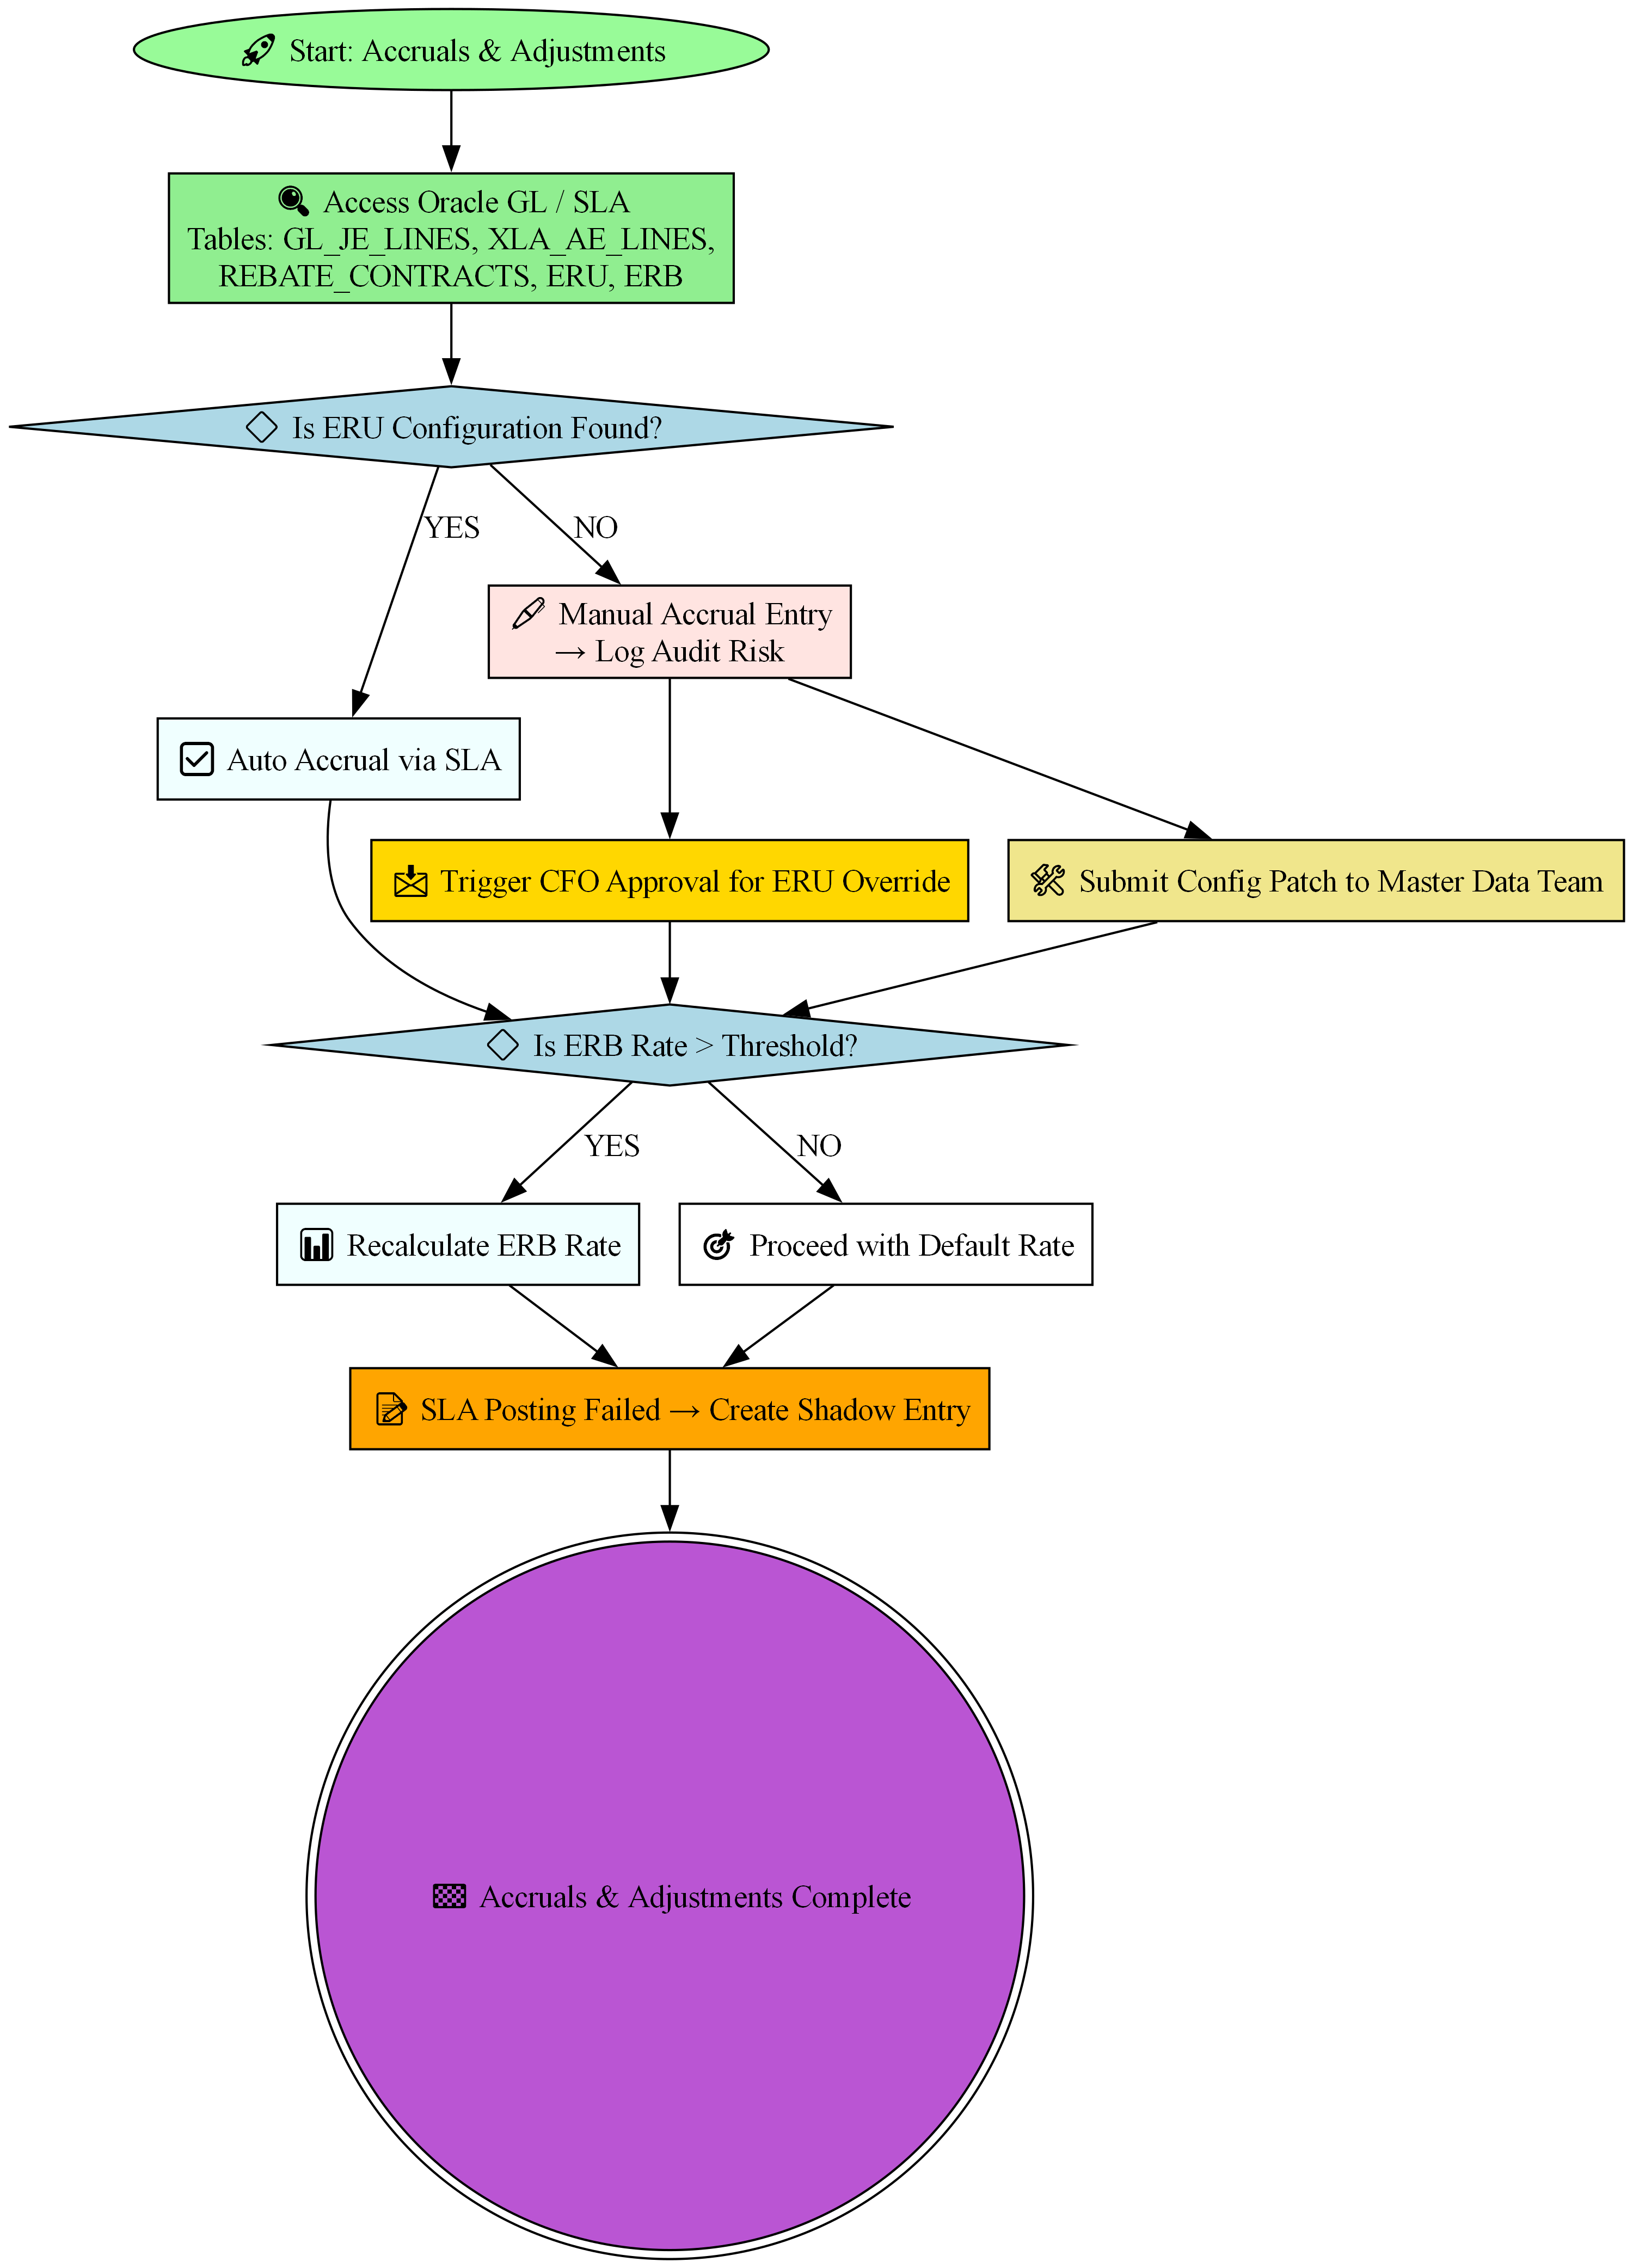 Start: Accruals & Adjustments
Access Oracle GL / SLA
Tables: GL_JE_LINES, XLA_AE_LINES,
REBATE_CONTRACTS, ERU, ERB
Is ERU Configuration Found?
YES
NO
Manual Accrual Entry
→ Log Audit Risk
Auto Accrual via SLA
Trigger CFO Approval for ERU Override
Submit Config Patch to Master Data Team
Is ERB Rate > Threshold?
YES
NO
Recalculate ERB Rate
Proceed with Default Rate
SLA Posting Failed → Create Shadow Entry
Accruals & Adjustments Complete